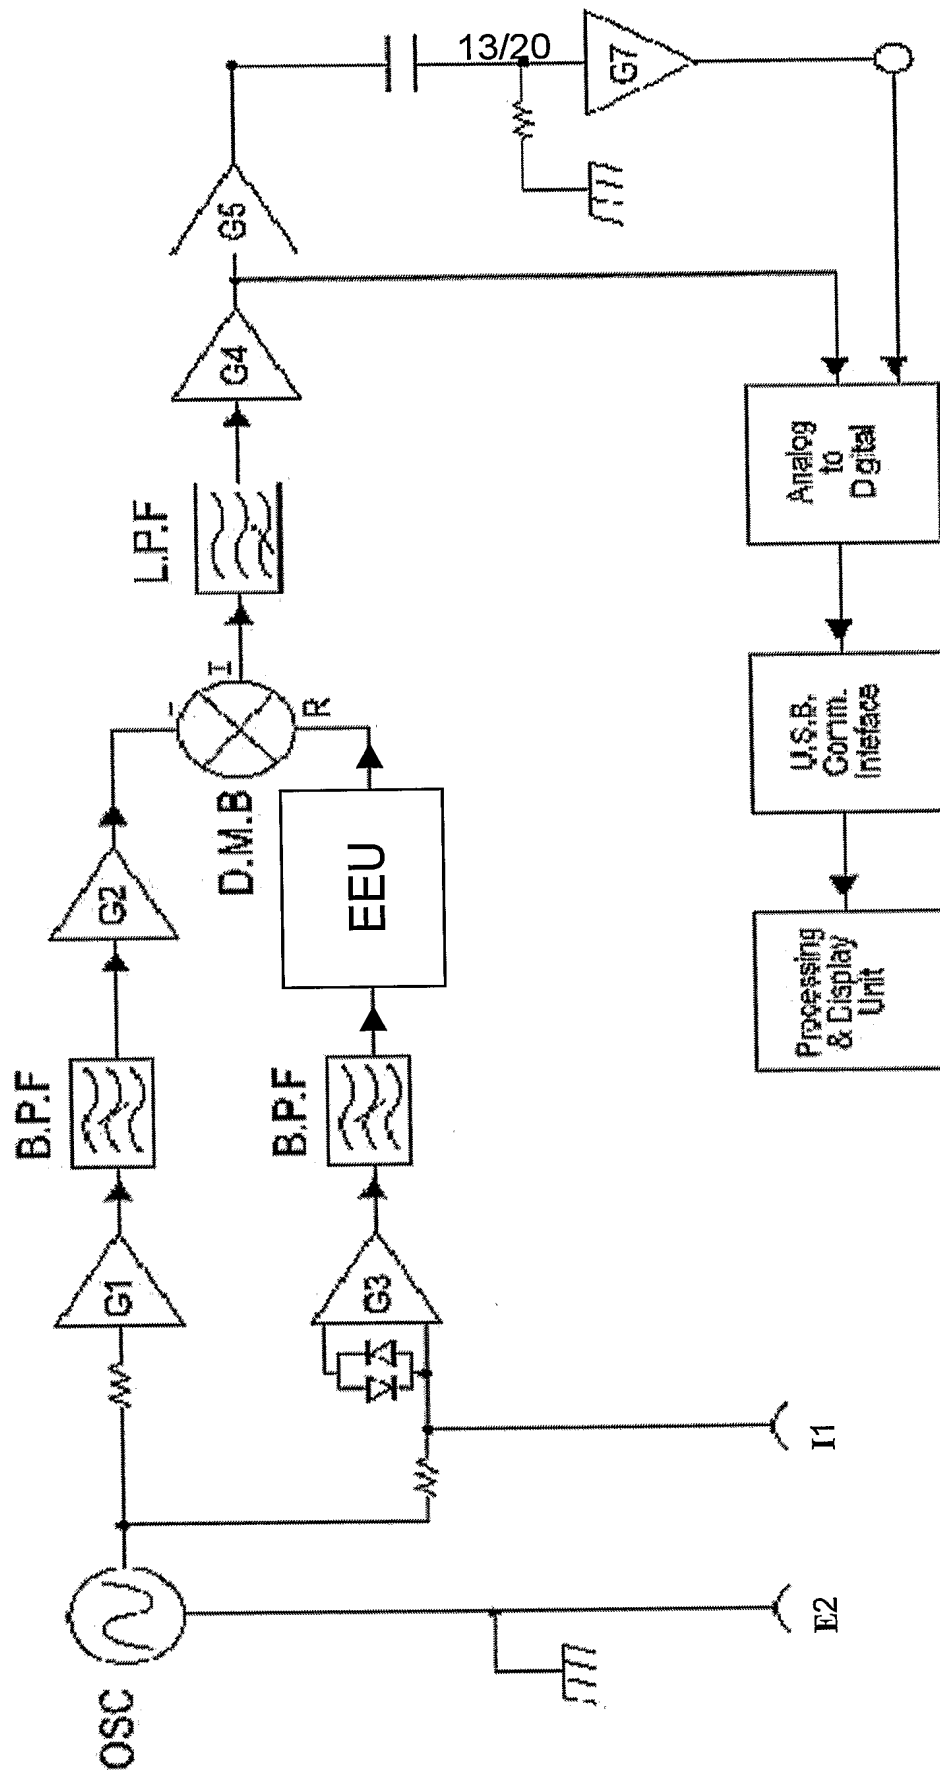 13/20
G7
G5
G4
L.P.F
I
-
R
D.M.B
G2
EEU
B.P.F
B.P.F
G1
G3
OSC
Analog
to
Dgital
U.S.B.
Comm.
Inteface
Processing
& Display
Unit
I1
E2